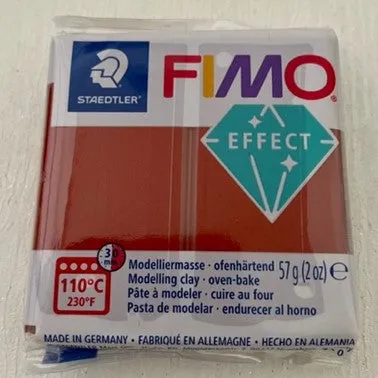 STAEDTLER
FIMO
EFFECT
30
min
110°C
230°F
Modelliermasse · ofenhärtend
Modelling clay · oven-bake
Pâte à modeler · cuire au four
Pasta de modelar · endurecer al horno
57 g (2 oz) ℮
MADE IN GERMANY · FABRIQUÉ EN ALLEMAGNE · HECHO EN ALEMANIA